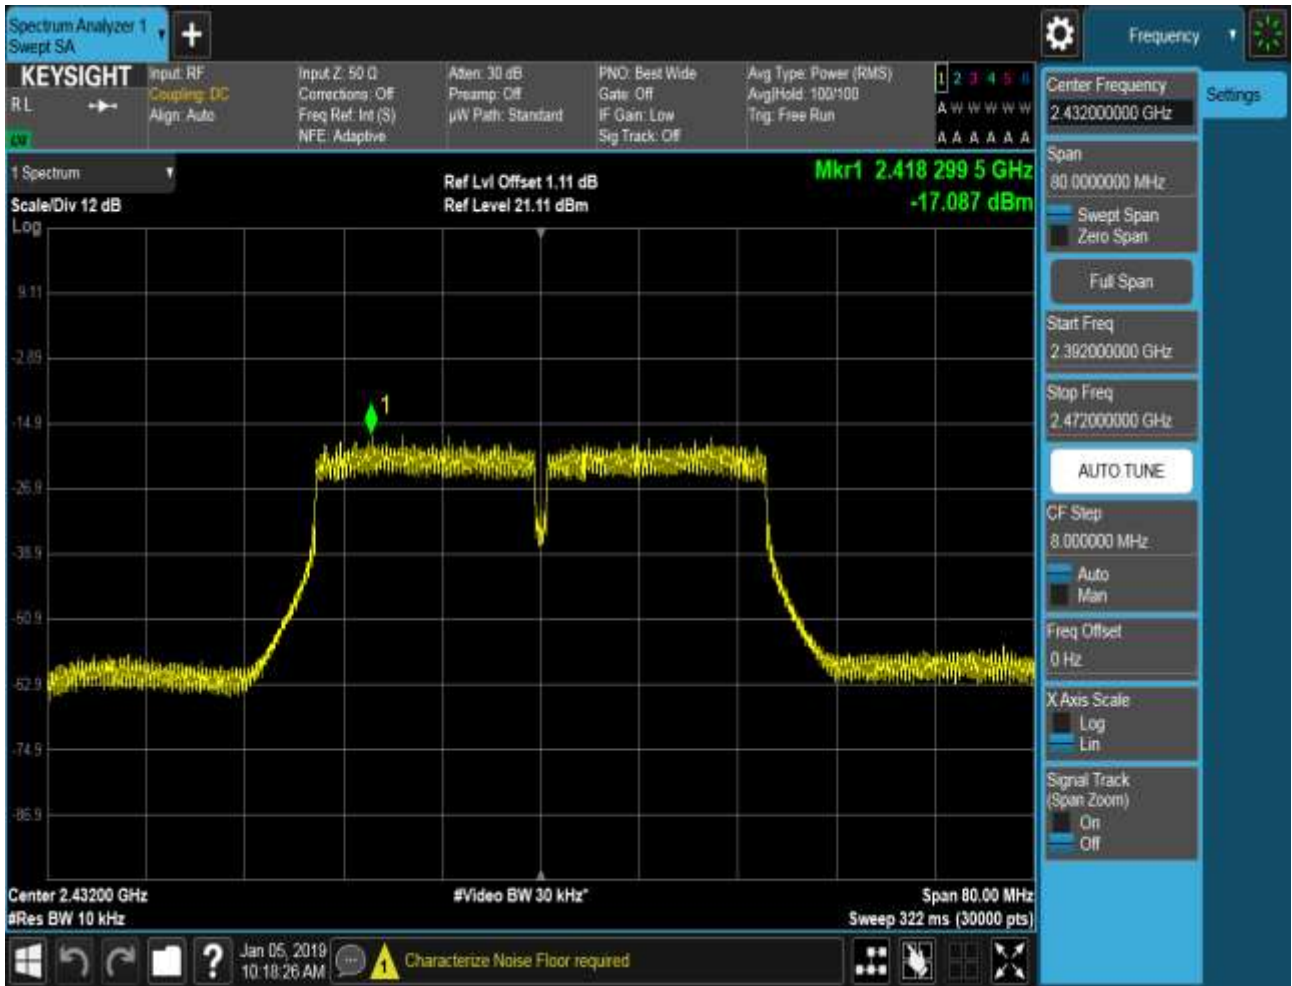 Spectrum Analyzer 1
Swept SA
+
Frequency
KEYSIGHT
RL
LXI
Input: RF
Coupling: DC
Align: Auto
Input Z: 50 Ω
Corrections: Off
Freq Ref: Int (S)
NFE: Adaptive
Atten: 30 dB
Preamp: Off
µW Path: Standard
PNO: Best Wide
Gate: Off
IF Gain: Low
Sig Track: Off
Avg Type: Power (RMS)
Avg|Hold: 100/100
Trig: Free Run
1 2 3 4 5 6
A W W W W W
A A A A A A
1 Spectrum
Scale/Div 12 dB
Log
Ref Lvl Offset 1.11 dB
Ref Level 21.11 dBm
Mkr1 2.418 299 5 GHz
-17.087 dBm
9.11
-2.89
-14.9
-26.9
-38.9
-50.9
-62.9
-74.9
-86.9
1
Center 2.43200 GHz
#Res BW 10 kHz
#Video BW 30 kHz*
Span 80.00 MHz
Sweep 322 ms (30000 pts)
Center Frequency
2.432000000 GHz
Settings
Span
80.0000000 MHz
Swept Span
Zero Span
Full Span
Start Freq
2.392000000 GHz
Stop Freq
2.472000000 GHz
AUTO TUNE
CF Step
8.000000 MHz
Auto
Man
Freq Offset
0 Hz
X Axis Scale
Log
Lin
Signal Track
(Span Zoom)
On
Off
?
Jan 05, 2019
10:18:26 AM
1
Characterize Noise Floor required